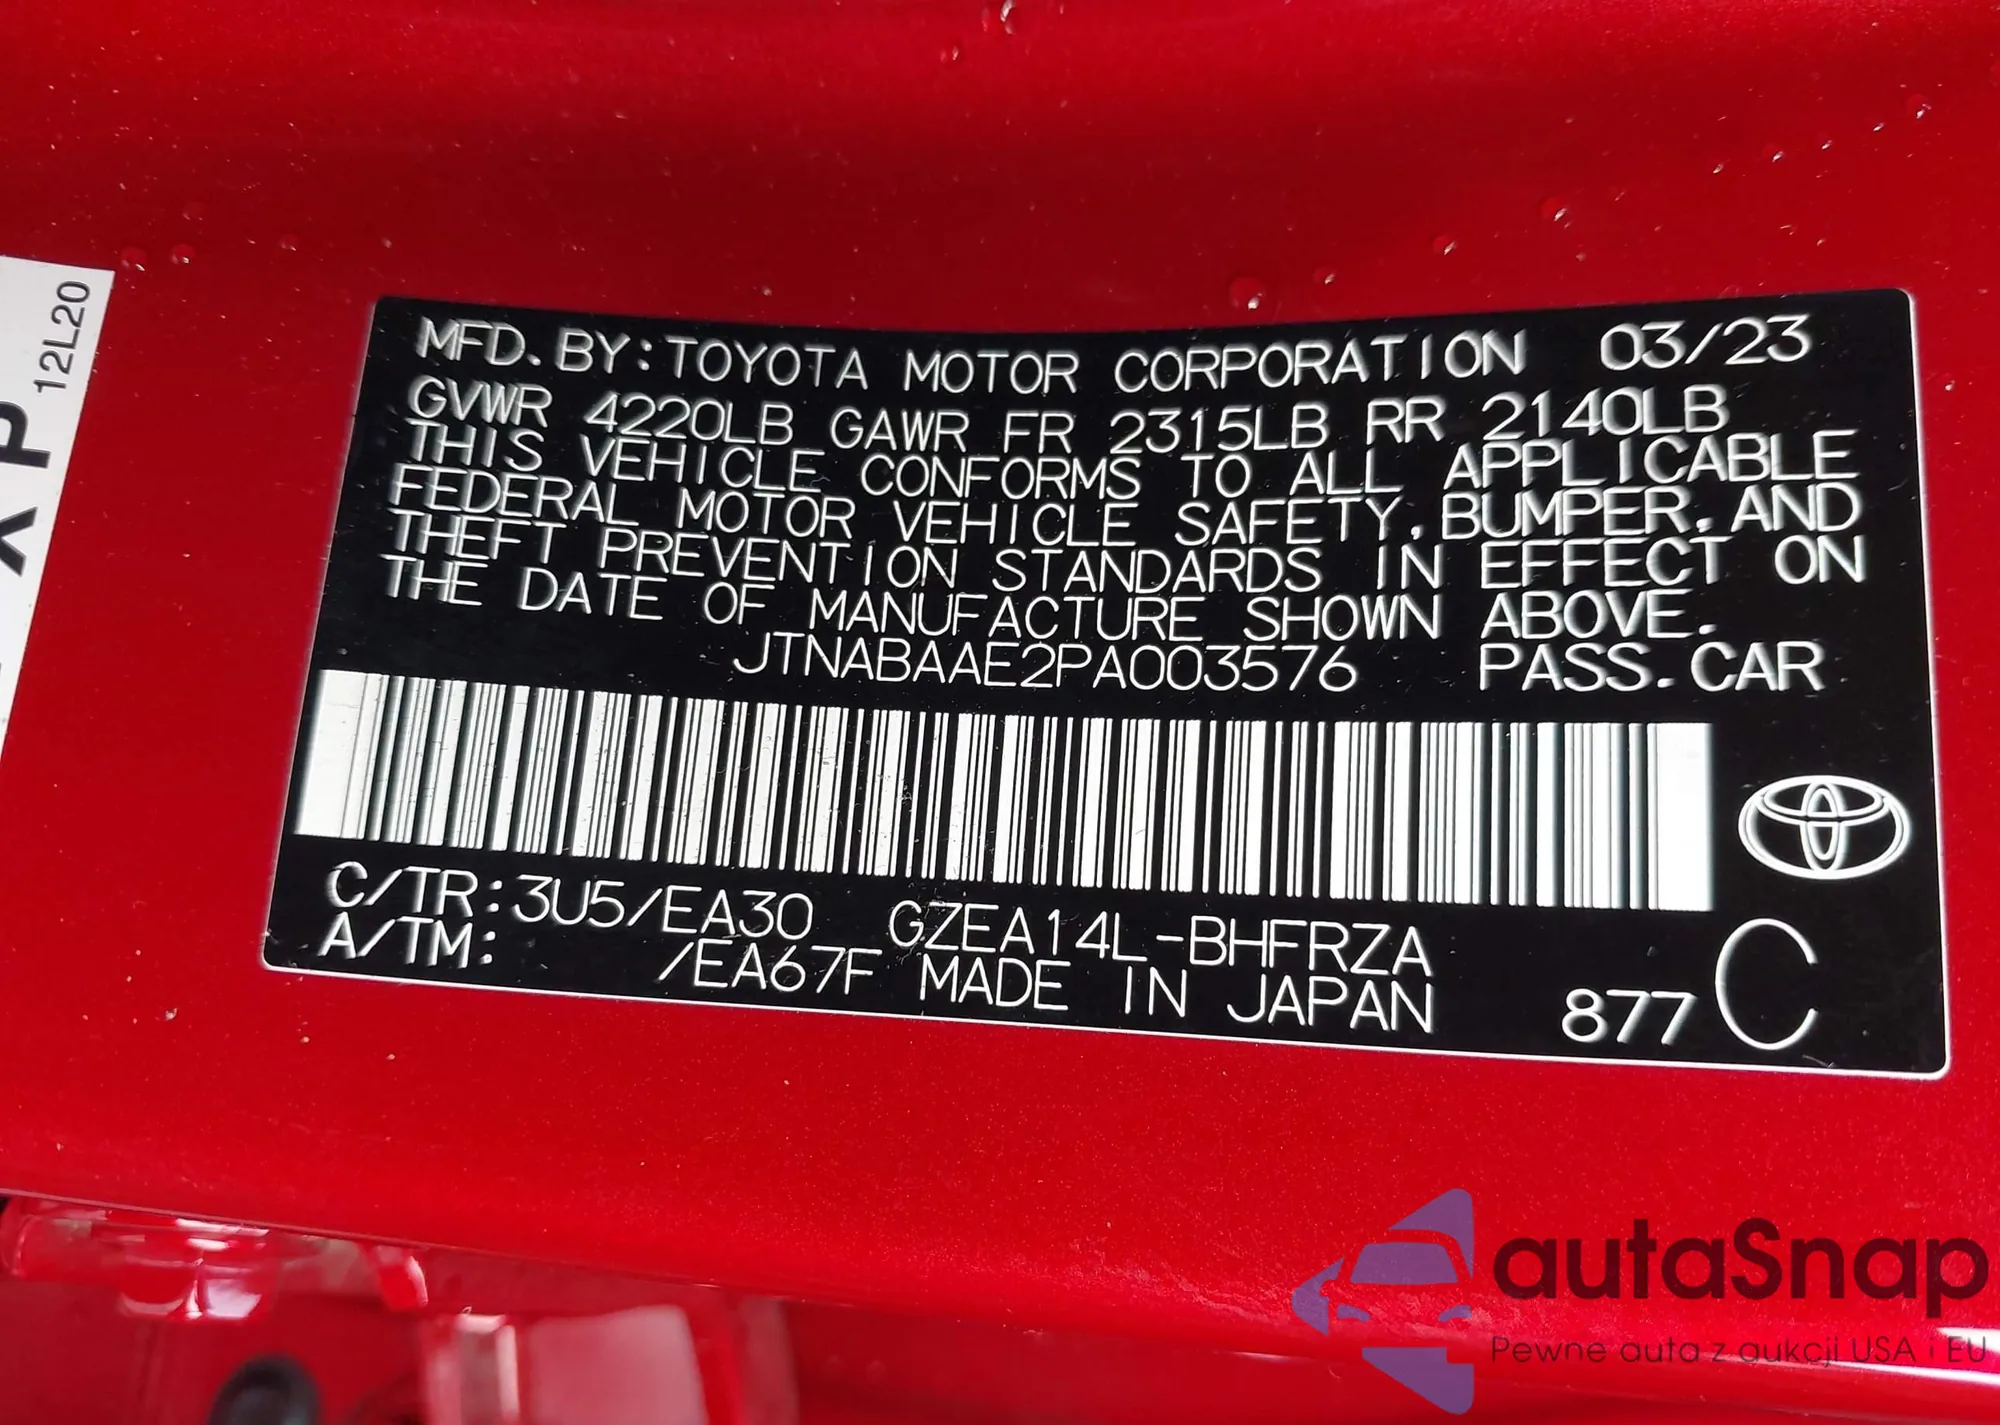 12L20
XP
MFD. BY: TOYOTA MOTOR CORPORATION 03/23
GVWR 4220LB GAWR FR 2315LB RR 2140LB
THIS VEHICLE CONFORMS TO ALL APPLICABLE
FEDERAL MOTOR VEHICLE SAFETY, BUMPER, AND
THEFT PREVENTION STANDARDS IN EFFECT ON
THE DATE OF MANUFACTURE SHOWN ABOVE.
JTNABAAE2PA003576 PASS. CAR
C/TR: 3U5/EA30 GZEA14L-BHFRZA
A/TM: /EA67F MADE IN JAPAN 877 C
autaSnap
Pewne auta z aukcji USA i EU